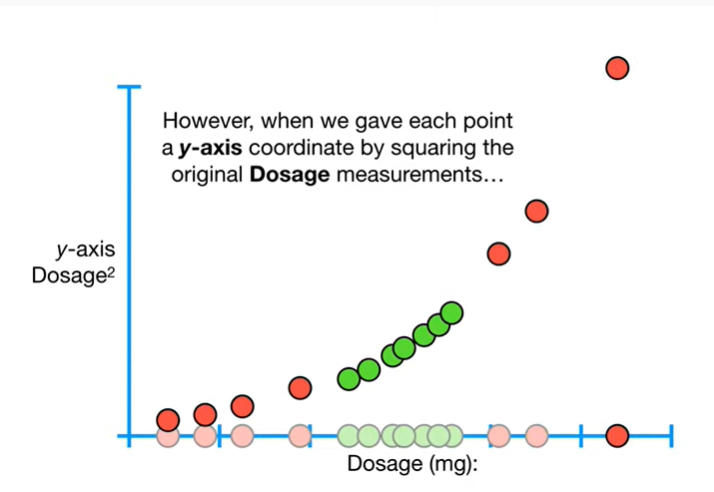 However, when we gave each point
a y-axis coordinate by squaring the
original Dosage measurements…
y-axis
Dosage²
Dosage (mg):